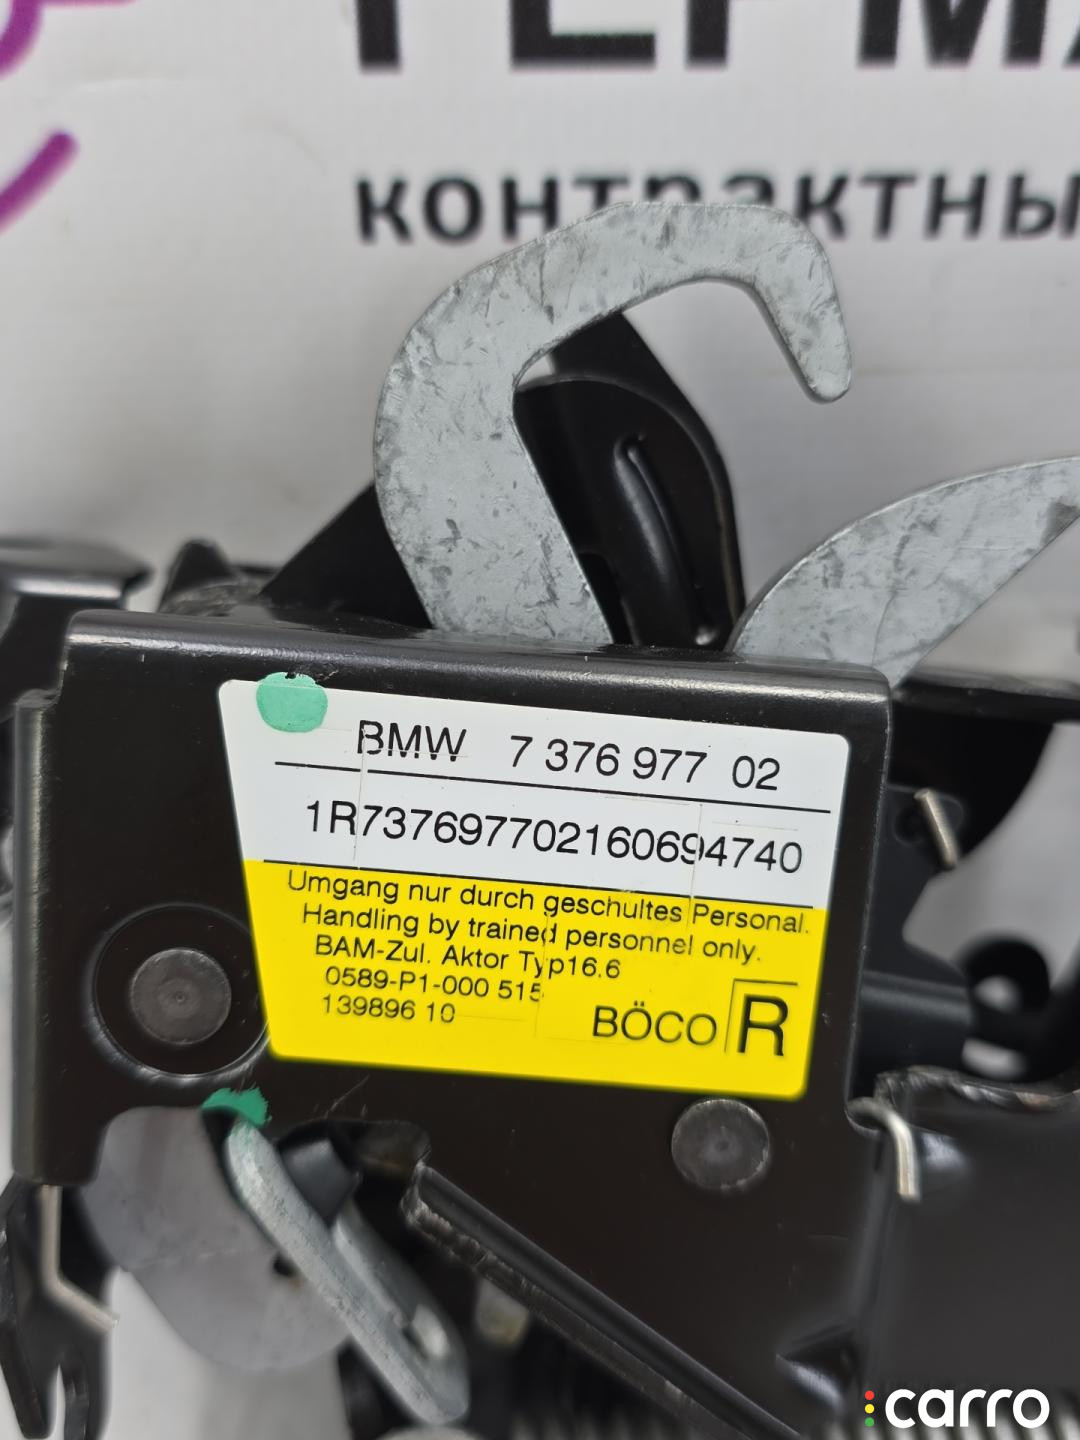 контрактны
BMW 7 376 977 02
1R737697702160694740
Umgang nur durch geschultes Personal.
Handling by trained personnel only.
BAM-Zul. Aktor Typ16.6
0589-P1-000 515
139896 10
BÖCO R
carro